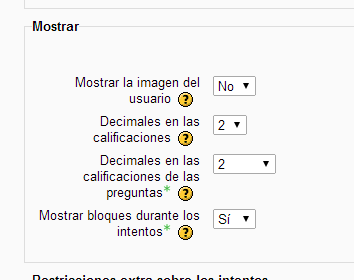 Mostrar
Mostrar la imagen del
usuario ? No
Decimales en las
calificaciones ? 2
Decimales en las
calificaciones de las
preguntas* ? 2
Mostrar bloques durante los
intentos* ? Sí
Restricciones extra sobre los intentos